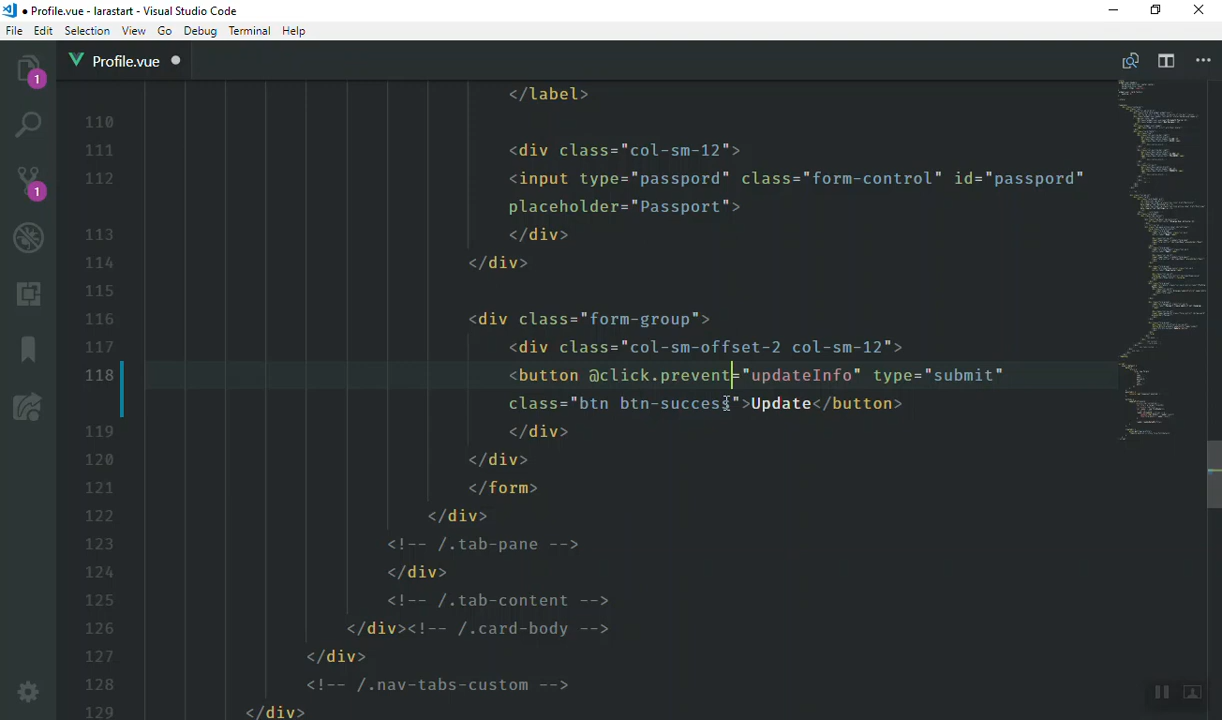 ● Profile.vue - larastart - Visual Studio Code
File Edit Selection View Go Debug Terminal Help
Profile.vue ●
1
1
</label>
110
111 <div class="col-sm-12">
112 <input type="passpord" class="form-control" id="passpord"
placeholder="Passport">
113 </div>
114 </div>
115
116 <div class="form-group">
117 <div class="col-sm-offset-2 col-sm-12">
118 <button @click.prevent="updateInfo" type="submit"
class="btn btn-success">Update</button>
119 </div>
120 </div>
121 </form>
122 </div>
123 <!-- /.tab-pane -->
124 </div>
125 <!-- /.tab-content -->
126 </div><!-- /.card-body -->
127 </div>
128 <!-- /.nav-tabs-custom -->
129 </div>